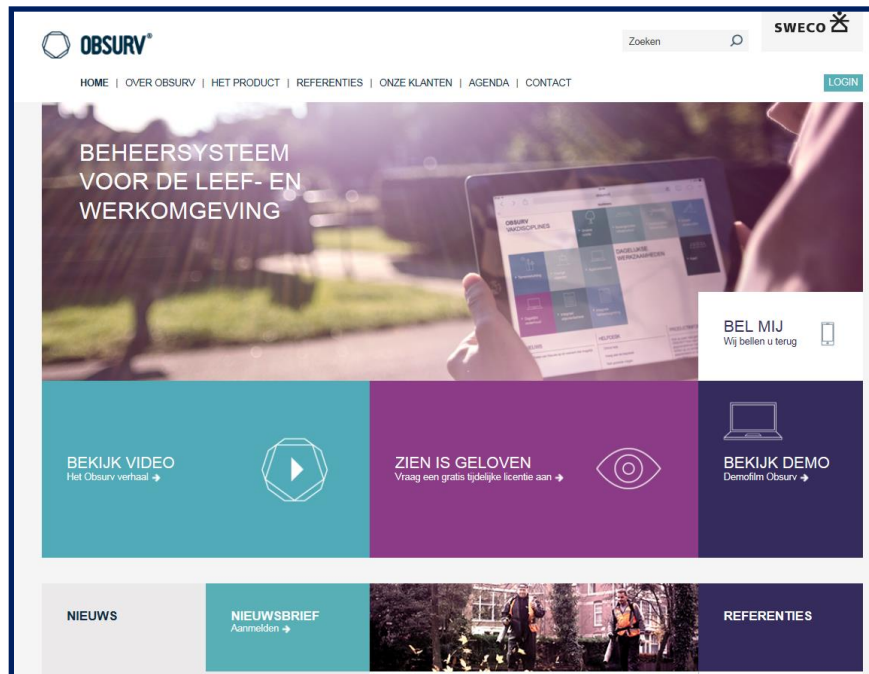 OBSURV®
Zoeken
SWECO
HOME | OVER OBSURV | HET PRODUCT | REFERENTIES | ONZE KLANTEN | AGENDA | CONTACT
LOGIN
BEHEERSYSTEEM
VOOR DE LEEF- EN
WERKOMGEVING
OBSURV
VAKDISCIPLINES
DAGELIJKSE
WERKZAAMHEDEN
BEL MIJ
Wij bellen u terug
BEKIJK VIDEO
Het Obsurv verhaal →
ZIEN IS GELOVEN
Vraag een gratis tijdelijke licentie aan →
BEKIJK DEMO
Demofilm Obsurv →
NIEUWS
NIEUWSBRIEF
Aanmelden →
REFERENTIES